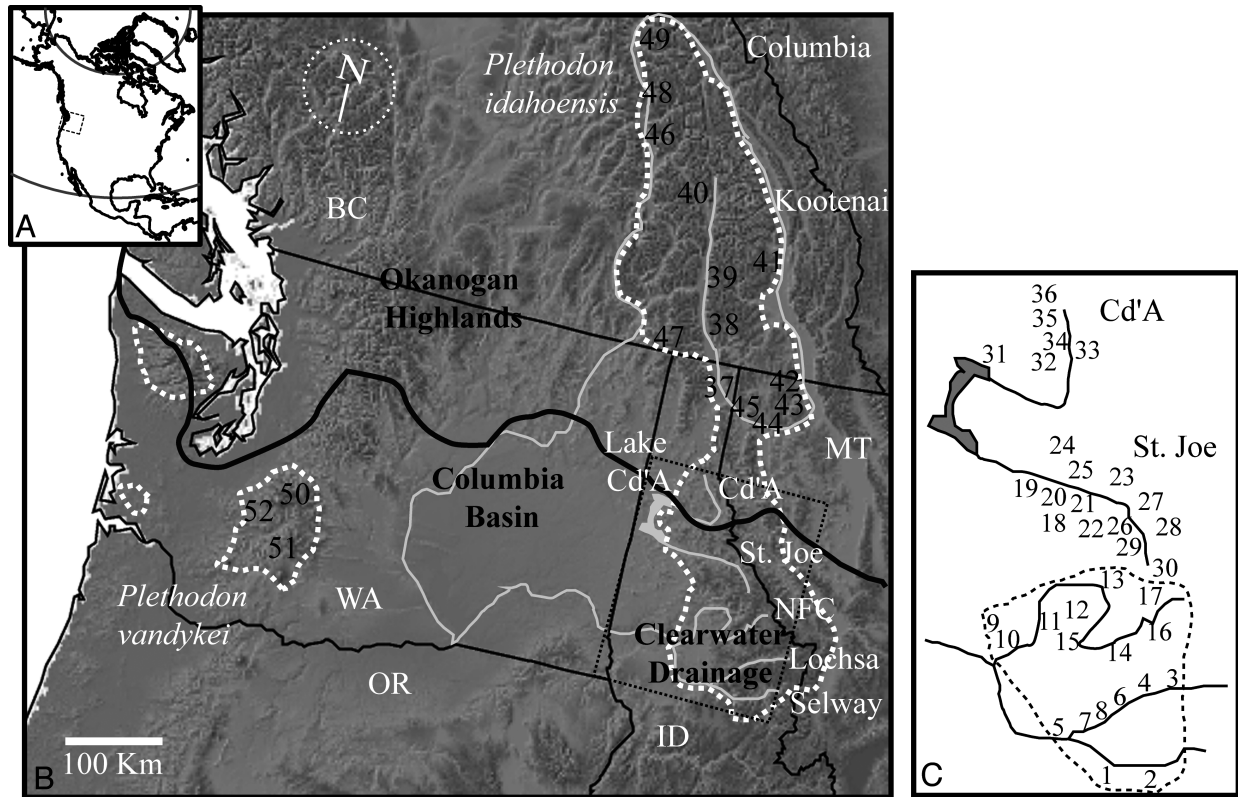 A
N
Plethodon
idahoensis
49
Columbia
48
46
BC
40
Kootenai
Okanogan
Highlands
39
41
38
47
37
42
45
43
44
Lake
Cd'A
Cd'A
MT
Columbia
Basin
50
52
51
St. Joe
Plethodon
vandykei
WA
NFC
Clearwater
Drainage
Lochsa
Selway
OR
ID
100 Km
B
36
35
Cd'A
34
33
32
31
24
St. Joe
25
23
19
20
21
27
18
22
26
28
29
30
13
9
17
12
11
10
15
16
14
4
3
6
8
7
5
1
2
C